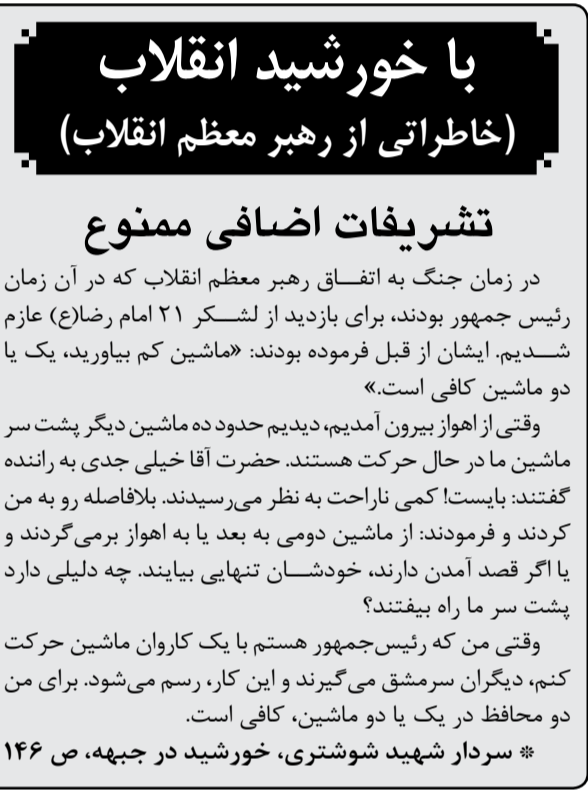 با خورشید انقلاب
(خاطراتی از رهبر معظم انقلاب)
تشریفات اضافی ممنوع
در زمان جنگ به اتفاق رهبر معظم انقلاب که در آن زمان
رئیس جمهور بودند، برای بازدید از لشکر ۲۱ امام رضا(ع) عازم
شدیم. ایشان از قبل فرموده بودند: «ماشین کم بیاورید، یک یا
دو ماشین کافی است.»
وقتی از اهواز بیرون آمدیم، دیدیم حدود ده ماشین دیگر پشت سر
ماشین ما در حال حرکت هستند. حضرت آقا خیلی جدی به راننده
گفتند: بایست! کمی ناراحت به نظر می‌رسیدند. بلافاصله رو به من
کردند و فرمودند: از ماشین دومی به بعد یا به اهواز برمی‌گردند و
یا اگر قصد آمدن دارند، خودشان تنهایی بیایند. چه دلیلی دارد
پشت سر ما راه بیفتند؟
وقتی من که رئیس‌جمهور هستم با یک کاروان ماشین حرکت
کنم، دیگران سرمشق می‌گیرند و این کار، رسم می‌شود. برای من
دو محافظ در یک یا دو ماشین، کافی است.
* سردار شهید شوشتری، خورشید در جبهه، ص ۱۴۶